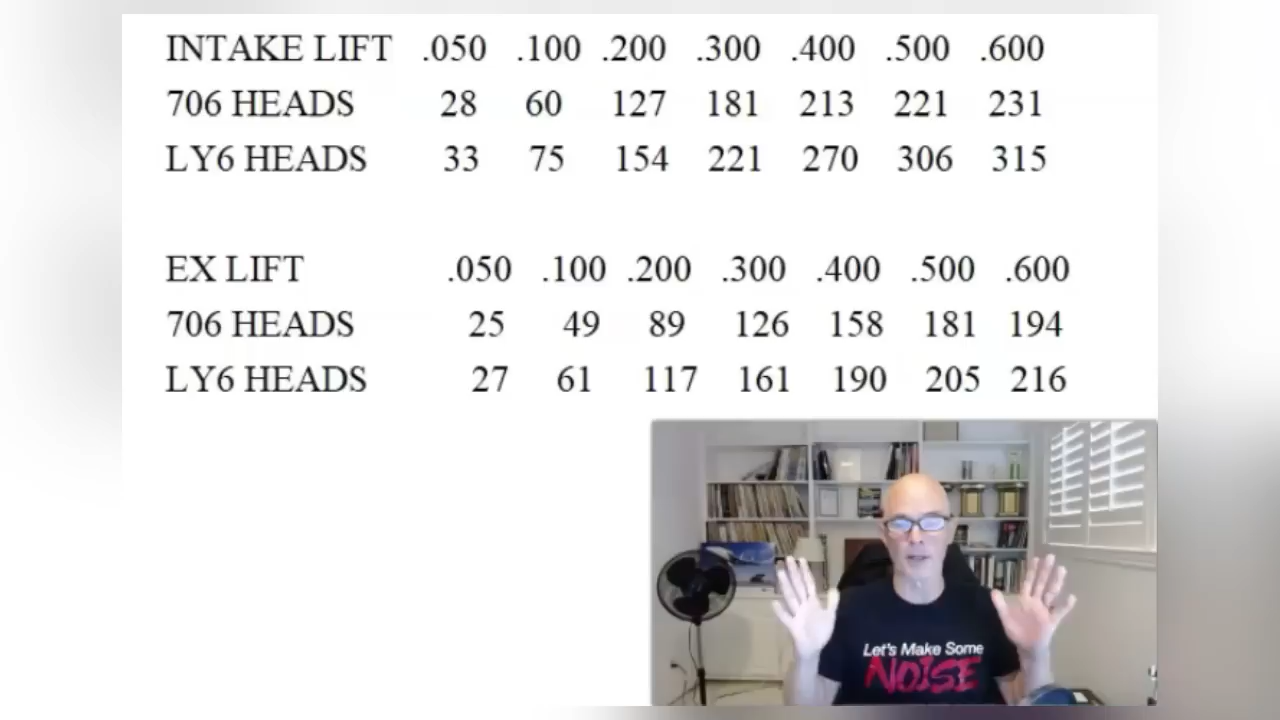 INTAKE LIFT .050 .100 .200 .300 .400 .500 .600
706 HEADS 28 60 127 181 213 221 231
LY6 HEADS 33 75 154 221 270 306 315
EX LIFT .050 .100 .200 .300 .400 .500 .600
706 HEADS 25 49 89 126 158 181 194
LY6 HEADS 27 61 117 161 190 205 216
Let's Make Some
NOISE